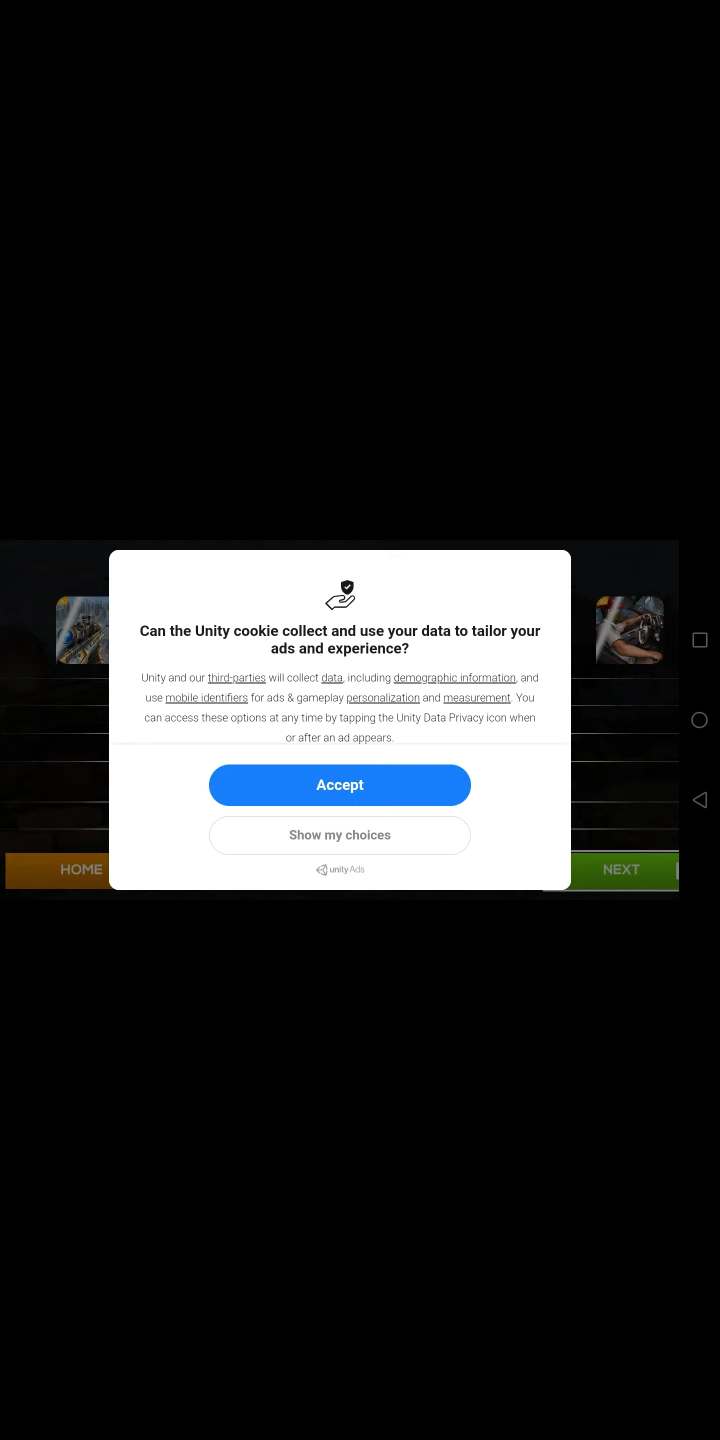 Can the Unity cookie collect and use your data to tailor your
ads and experience?
Unity and our third-parties will collect data, including demographic information, and
use mobile identifiers for ads & gameplay personalization and measurement. You
can access these options at any time by tapping the Unity Data Privacy icon when
or after an ad appears.
Accept
Show my choices
unity Ads
HOME
NEXT